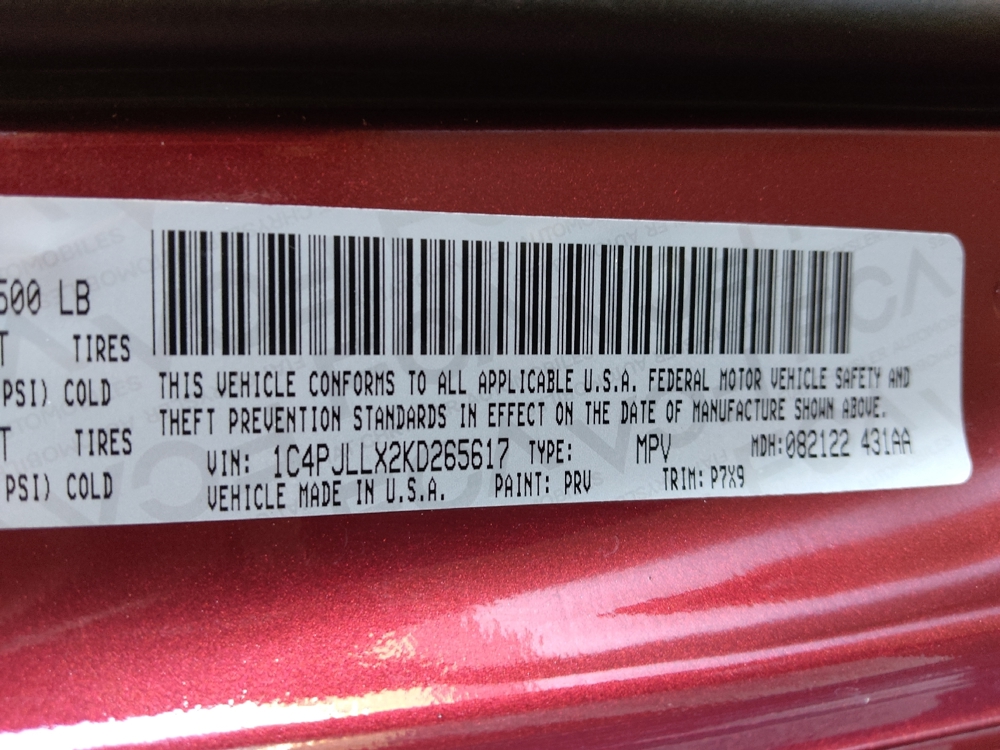 500 LB
T TIRES
PSI) COLD
T TIRES
PSI) COLD
THIS VEHICLE CONFORMS TO ALL APPLICABLE U.S.A. FEDERAL MOTOR VEHICLE SAFETY AND
THEFT PREVENTION STANDARDS IN EFFECT ON THE DATE OF MANUFACTURE SHOWN ABOVE.
VIN: 1C4PJLLX2KD265617 TYPE: MPV MDH:082122 431AA
VEHICLE MADE IN U.S.A. PAINT: PRV TRIM: P7X9